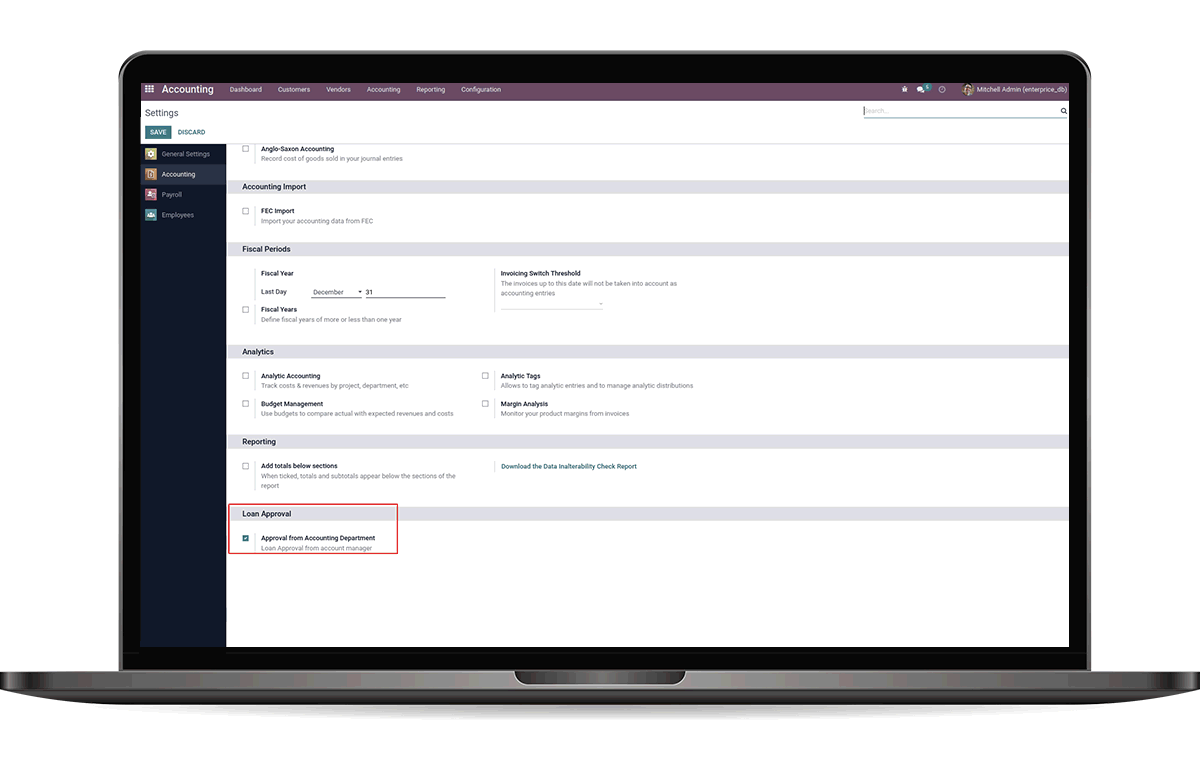 Accounting Dashboard Customers Vendors Accounting Reporting Configuration 5 Mitchell Admin (enterprice_db)
Settings Search...
SAVE DISCARD
General Settings
Accounting
Payroll
Employees
Anglo-Saxon Accounting
Record cost of goods sold in your journal entries
Accounting Import
FEC Import
Import your accounting data from FEC
Fiscal Periods
Fiscal Year
Last Day December 31
Fiscal Years
Define fiscal years of more or less than one year
Invoicing Switch Threshold
The invoices up to this date will not be taken into account as
accounting entries
Analytics
Analytic Accounting
Track costs & revenues by project, department, etc
Analytic Tags
Allows to tag analytic entries and to manage analytic distributions
Budget Management
Use budgets to compare actual with expected revenues and costs
Margin Analysis
Monitor your product margins from invoices
Reporting
Add totals below sections
When ticked, totals and subtotals appear below the sections of the
report
Download the Data Inalterability Check Report
Loan Approval
Approval from Accounting Department
Loan Approval from account manager